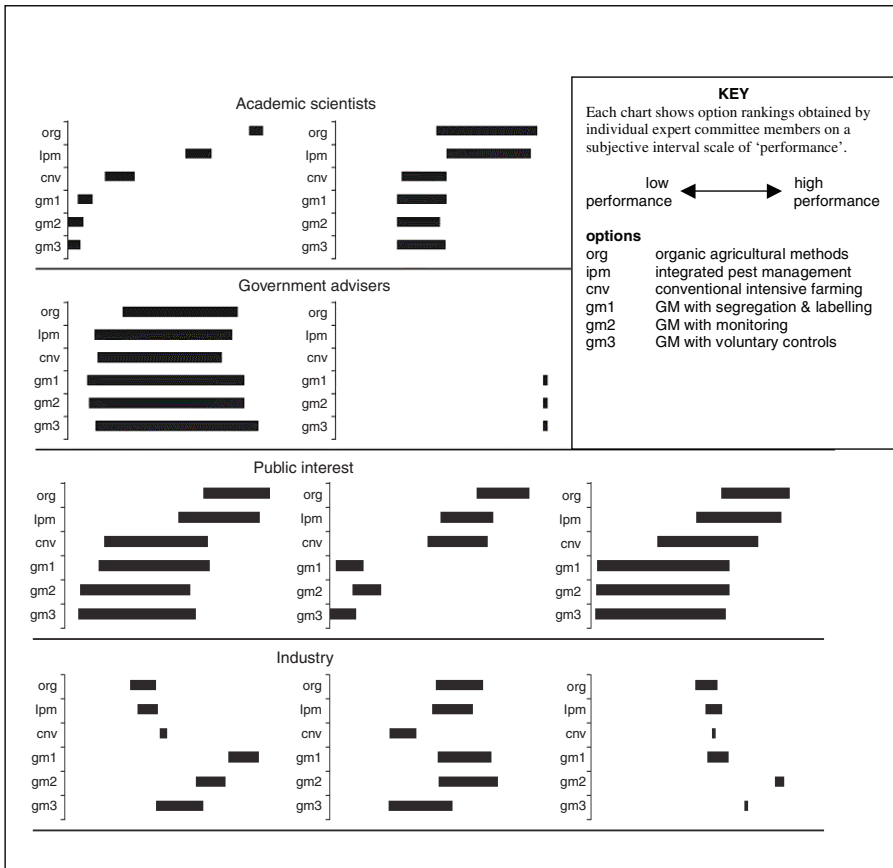 Academic scientists
org
Ipm
cnv
gm1
gm2
gm3
org
Ipm
cnv
gm1
gm2
gm3
KEY
Each chart shows option rankings obtained by
individual expert committee members on a
subjective interval scale of ‘performance’.
low performance
high performance
options
org organic agricultural methods
ipm integrated pest management
cnv conventional intensive farming
gm1 GM with segregation & labelling
gm2 GM with monitoring
gm3 GM with voluntary controls
Government advisers
org
Ipm
cnv
gm1
gm2
gm3
org
Ipm
cnv
gm1
gm2
gm3
Public interest
org
Ipm
cnv
gm1
gm2
gm3
org
Ipm
cnv
gm1
gm2
gm3
org
Ipm
cnv
gm1
gm2
gm3
Industry
org
Ipm
cnv
gm1
gm2
gm3
org
Ipm
cnv
gm1
gm2
gm3
org
Ipm
cnv
gm1
gm2
gm3